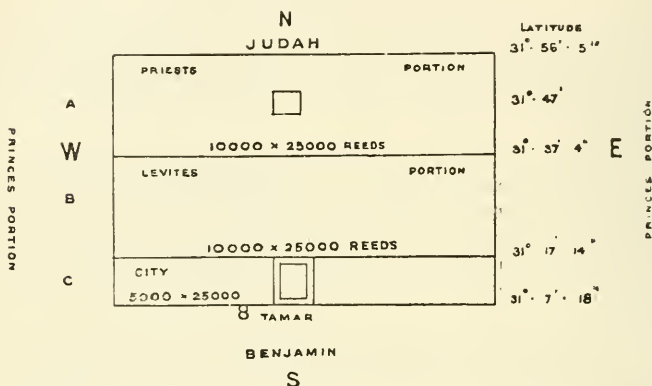 N
JUDAH
LATITUDE
31° · 56' · 5"
PRIESTS PORTION
A 31° · 47'
W 10000 × 25000 REEDS 31° · 37' 4" E
PRINCES PORTION
PRINCES PORTION
LEVITES PORTION
B
10000 × 25000 REEDS 31° 17' 14"
CITY
C
5000 × 25000 31° · 7' · 18"
8 TAMAR
BENJAMIN
S